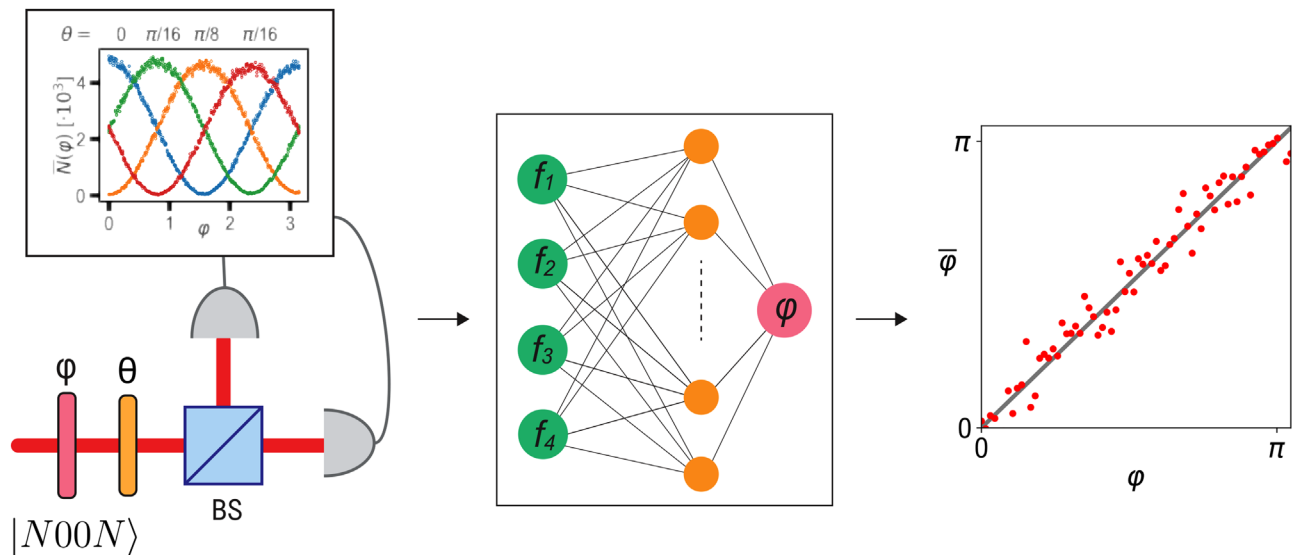 θ = 0 π/16 π/8 π/16
N̅(φ) [·10³]
4
2
0
0 1 2 3
φ
φ θ
BS
|N00N⟩
f₁
f₂
f₃
f₄
φ
π
φ̅
0
0 π
φ